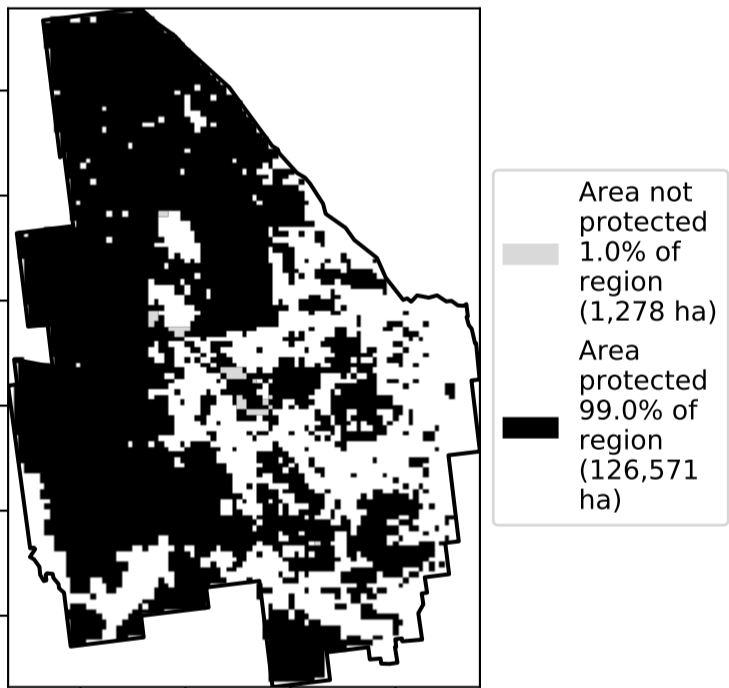 Area not
protected
1.0% of
region
(1,278 ha)
Area
protected
99.0% of
region
(126,571
ha)